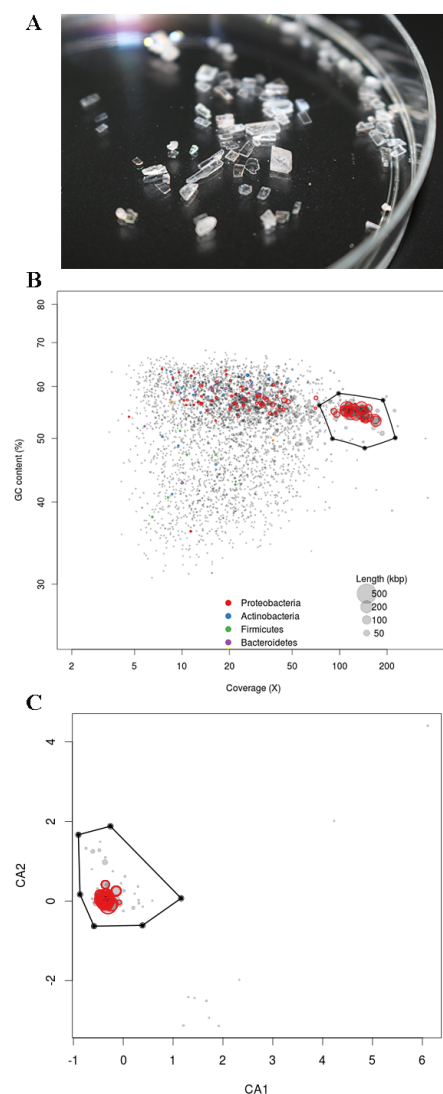 A
B
80
70
60
50
40
30
GC content (%)
Proteobacteria
Actinobacteria
Firmicutes
Bacteroidetes
Length (kbp)
500
200
100
50
2 5 10 20 50 100 200
Coverage (X)
C
4
2
0
-2
CA2
-1 0 1 2 3 4 5 6
CA1